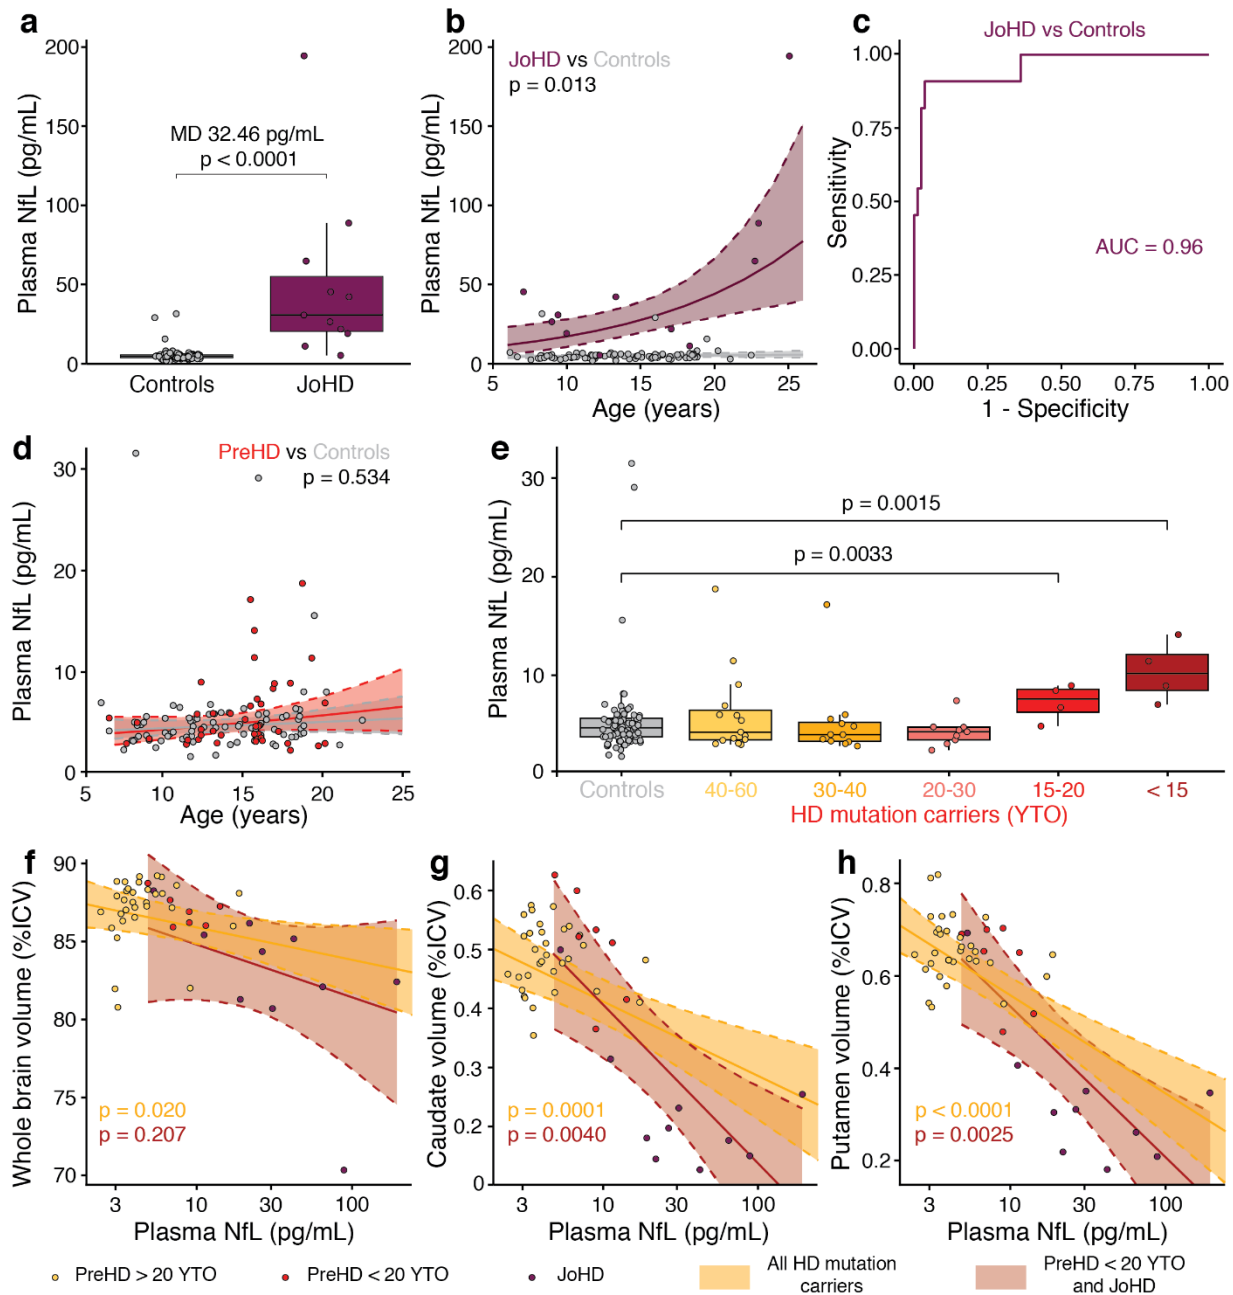 a
200
150
100
50
0
Plasma NfL (pg/mL)
MD 32.46 pg/mL
p < 0.0001
Controls
JoHD
b
200
150
100
50
0
Plasma NfL (pg/mL)
JoHD vs Controls
p = 0.013
5
10
15
20
25
Age (years)
c
JoHD vs Controls
1.00
0.75
0.50
0.25
0.00
Sensitivity
AUC = 0.96
0.00
0.25
0.50
0.75
1.00
1 - Specificity
d
30
20
10
0
Plasma NfL (pg/mL)
PreHD vs Controls
p = 0.534
5
10
15
20
25
Age (years)
e
30
20
10
0
Plasma NfL (pg/mL)
p = 0.0015
p = 0.0033
Controls
40-60
30-40
20-30
15-20
< 15
HD mutation carriers (YTO)
f
90
85
80
75
70
Whole brain volume (%ICV)
p = 0.020
p = 0.207
3
10
30
100
Plasma NfL (pg/mL)
g
0.6
0.5
0.4
0.3
0.2
0.1
0
Caudate volume (%ICV)
p = 0.0001
p = 0.0040
3
10
30
100
Plasma NfL (pg/mL)
h
0.8
0.6
0.4
0.2
Putamen volume (%ICV)
p < 0.0001
p = 0.0025
3
10
30
100
Plasma NfL (pg/mL)
PreHD > 20 YTO
PreHD < 20 YTO
JoHD
All HD mutation
carriers
PreHD < 20 YTO
and JoHD